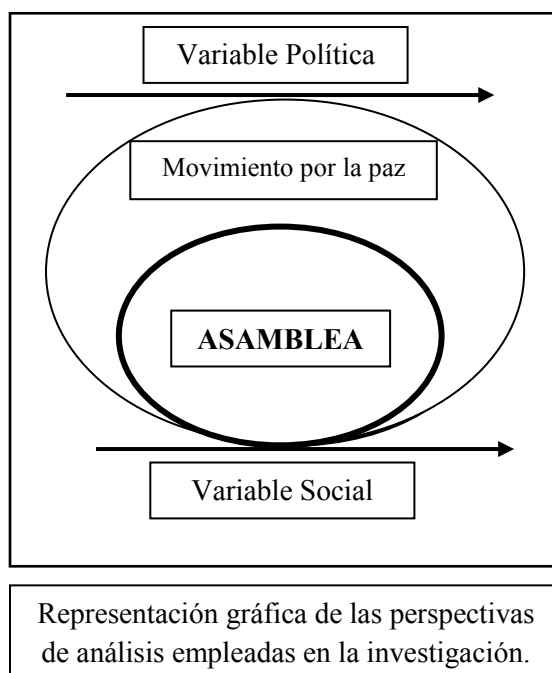 Variable Política
Movimiento por la paz
ASAMBLEA
Variable Social
Representación gráfica de las perspectivas
de análisis empleadas en la investigación.